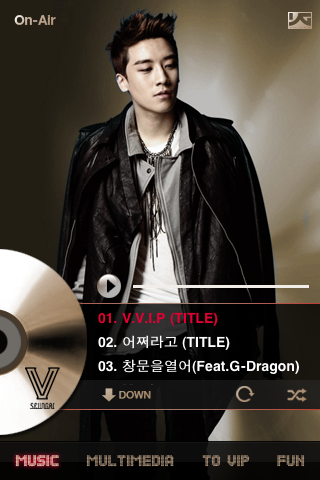 On-Air
YG
01. V.V.I.P (TITLE)
02. 어쩌라고 (TITLE)
03. 창문을열어(Feat.G-Dragon)
V
SEUNGRI
DOWN
MUSIC MULTIMEDIA TO VIP FUN